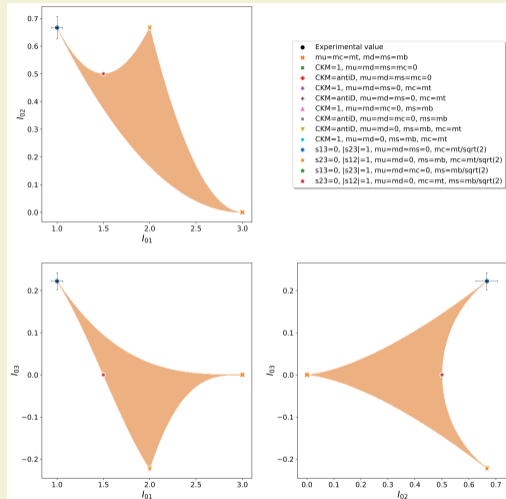 0.7
0.6
0.5
0.4
0.3
0.2
0.1
0.0
I02
1.0 1.5 2.0 2.5 3.0
I01
Experimental value
mu=mc=mt, md=ms=mb
CKM=1, mu=md=ms=mc=0
CKM=antiD, mu=md=ms=mc=0
CKM=1, mu=md=ms=0, mc=mt
CKM=antiD, mu=md=ms=0, mc=mt
CKM=1, mu=md=mc=0, ms=mb
CKM=antiD, mu=md=mc=0, ms=mb
CKM=antiD, mu=md=0, ms=mb, mc=mt
CKM=1, mu=md=0, ms=mb, mc=mt
s13=0, |s23|=1, mu=md=ms=0, mc=mt/sqrt(2)
s23=0, |s12|=1, mu=md=0, ms=mb, mc=mt/sqrt(2)
s13=0, |s23|=1, mu=md=mc=0, ms=mb/sqrt(2)
s23=0, |s12|=1, mu=md=0, mc=mt, ms=mb/sqrt(2)
0.2
0.1
0.0
−0.1
−0.2
I03
1.0 1.5 2.0 2.5 3.0
I01
0.2
0.1
0.0
−0.1
−0.2
I03
0.0 0.1 0.2 0.3 0.4 0.5 0.6 0.7
I02